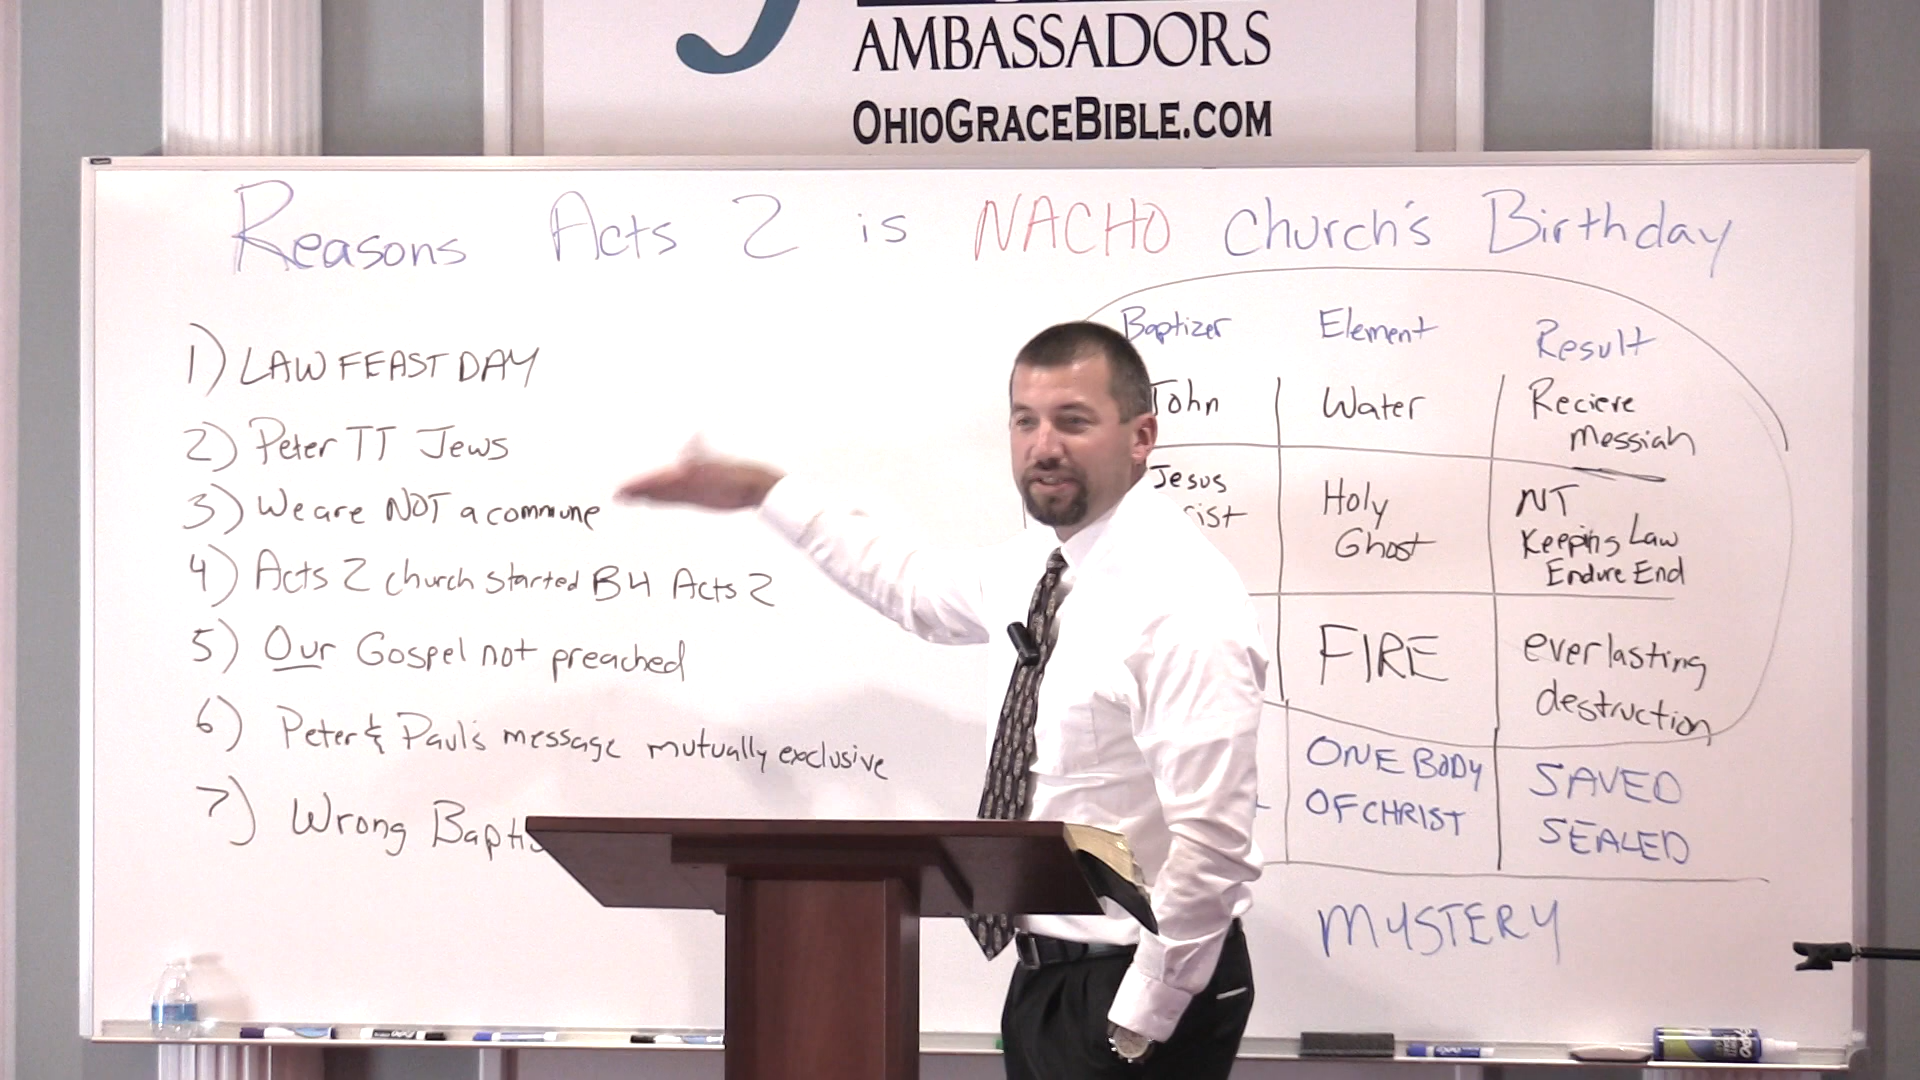 AMBASSADORS
OHIOGRACEBIBLE.COM
Reasons Acts 2 is NACHO Church's Birthday
1) LAW FEAST DAY
2) Peter TT Jews
3) We are NOT a commune
4) Acts 2 church started B4 Acts 2
5) Our Gospel not preached
6) Peter & Paul's message mutually exclusive
7) Wrong
Baptizer Element Result
John Water Recieve
Messiah
Jesus Holy
Ghost NT
Keeping Law
Endure End
FIRE everlasting
destruction
ONE BODY
OF CHRIST SAVED
SEALED
MYSTERY